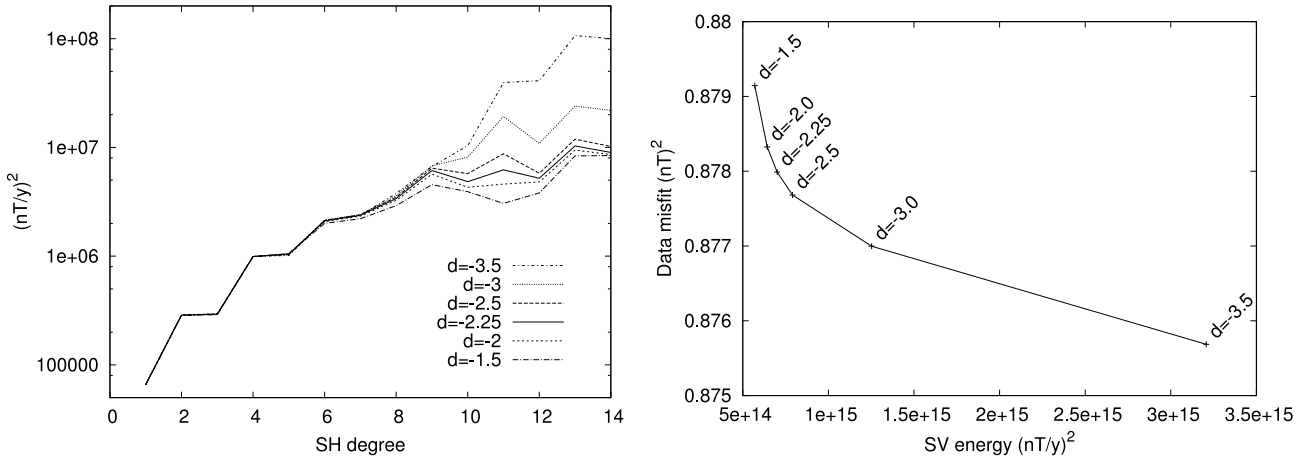 1e+08
1e+07
1e+06
100000
(nT/y)^2
0 2 4 6 8 10 12 14
SH degree
d=-3.5
d=-3
d=-2.5
d=-2.25
d=-2
d=-1.5
0.88
0.879
0.878
0.877
0.876
0.875
Data misfit (nT)^2
5e+14 1e+15 1.5e+15 2e+15 2.5e+15 3e+15 3.5e+15
SV energy (nT/y)^2
d=-1.5
d=-2.0
d=-2.25
d=-2.5
d=-3.0
d=-3.5